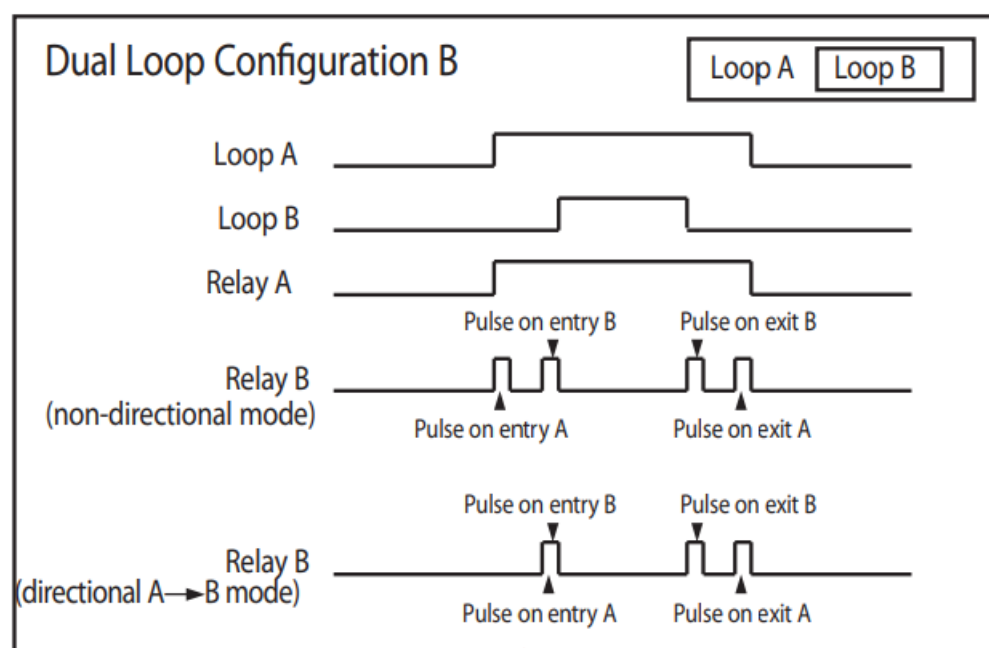 Dual Loop Configuration B
Loop A
Loop B
Loop A
Loop B
Relay A
Pulse on entry B
Pulse on exit B
Relay B
(non-directional mode)
Pulse on entry A
Pulse on exit A
Pulse on entry B
Pulse on exit B
Relay B
(directional A→B mode)
Pulse on entry A
Pulse on exit A